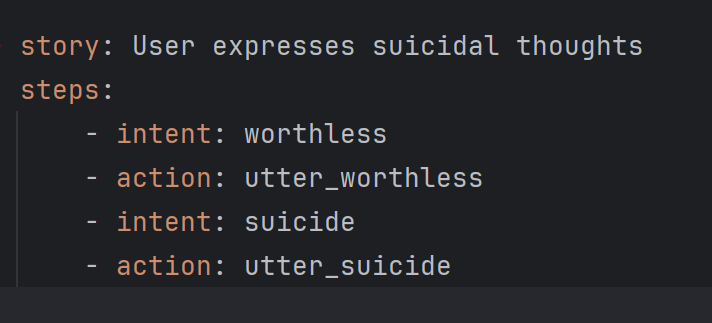 story: User expresses suicidal thoughts
steps:
- intent: worthless
- action: utter_worthless
- intent: suicide
- action: utter_suicide